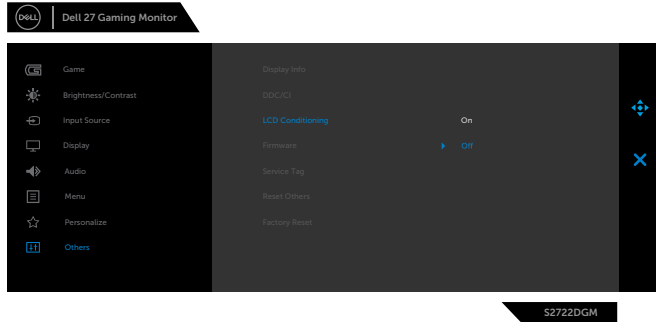 DELL
Dell 27 Gaming Monitor
Game
Display Info
Brightness/Contrast
DDC/CI
Input Source
LCD Conditioning
On
Display
Firmware
Off
Audio
Service Tag
Menu
Reset Others
Personalize
Factory Reset
Others
S2722DGM